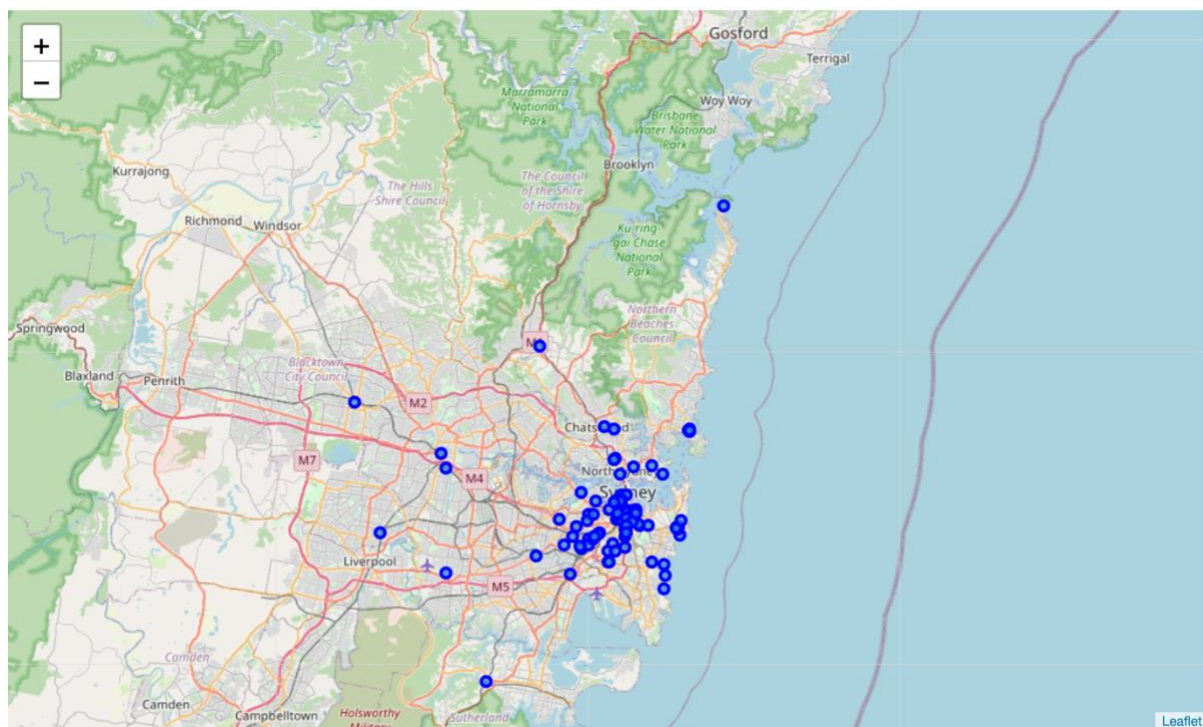 +
−
Gosford
Terrigal
Marramarra
National
Park
Woy Woy
Brisbane
Water National
Park
Brooklyn
Kurrajong
The Hills
Shire Council
The Council
of the Shire
of Hornsby
Richmond
Windsor
Ku-ring-
gai Chase
National
Park
Northern
Beaches
Council
Springwood
Blacktown
City Council
Blaxland
Penrith
M2
M7
M4
Sydney
Liverpool
M5
Camden
Camden
Campbelltown
Holsworthy
Military
Sutherland
Leaflet